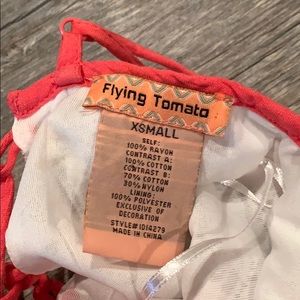 Flying Tomato
XSMALL
SELF:
100% RAYON
CONTRAST A:
100% COTTON
CONTRAST B:
70% COTTON
30% NYLON
LINING:
100% POLYESTER
EXCLUSIVE OF
DECORATION
STYLE#:ID14279
MADE IN CHINA